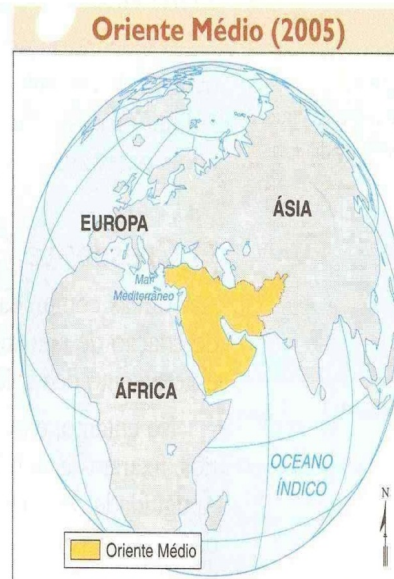 Oriente Médio (2005)
EUROPA
ÁSIA
Mar
Mediterrâneo
ÁFRICA
OCEANO
ÍNDICO
N
Oriente Médio